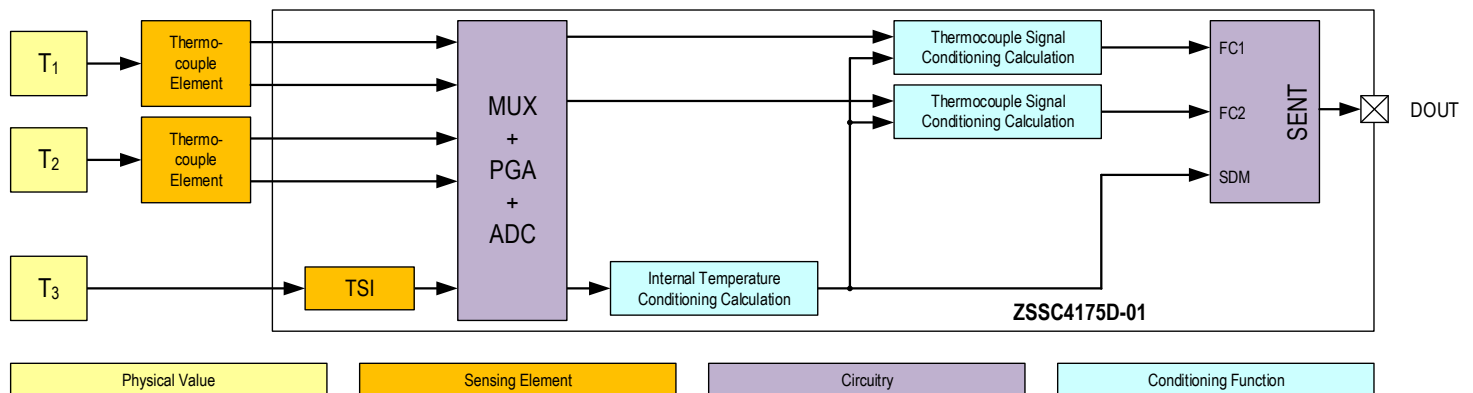 T1
Thermo-
couple
Element
T2
Thermo-
couple
Element
T3
TSI
MUX
+
PGA
+
ADC
Internal Temperature
Conditioning Calculation
Thermocouple Signal
Conditioning Calculation
Thermocouple Signal
Conditioning Calculation
FC1
FC2
SDM
SENT
DOUT
ZSSC4175D-01
Physical Value
Sensing Element
Circuitry
Conditioning Function